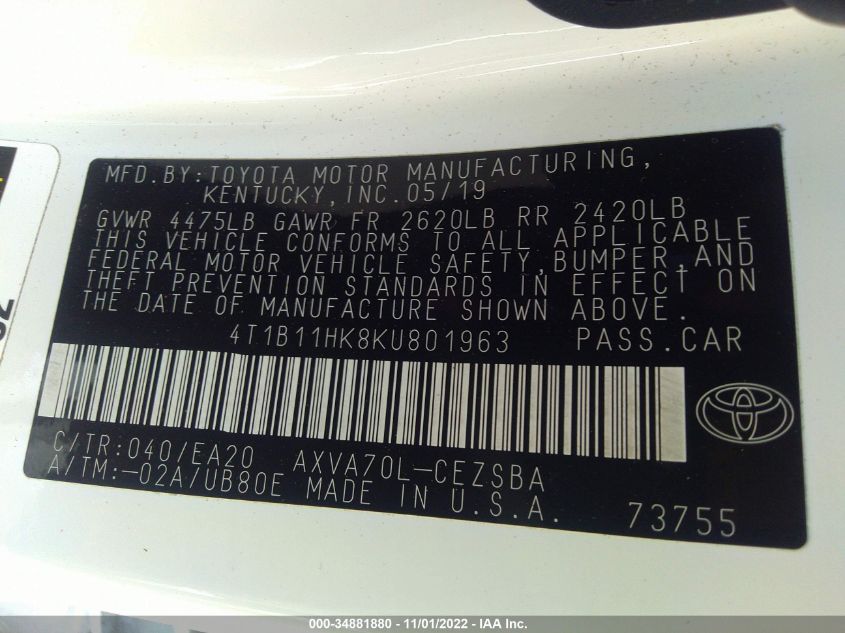 MFD.BY:TOYOTA MOTOR MANUFACTURING,
KENTUCKY,INC.05/19
GVWR 4475LB GAWR FR 2620LB RR 2420LB
THIS VEHICLE CONFORMS TO ALL APPLICABLE
FEDERAL MOTOR VEHICLE SAFETY,BUMPER,AND
THEFT PREVENTION STANDARDS IN EFFECT ON
THE DATE OF MANUFACTURE SHOWN ABOVE.
4T1B11HK8KU801963 PASS.CAR
C/TR:040/EA20 AXVA70L-CEZSBA
A/TM:-02A/UB80E MADE IN U.S.A. 73755
000-34881880 - 11/01/2022 - IAA Inc.